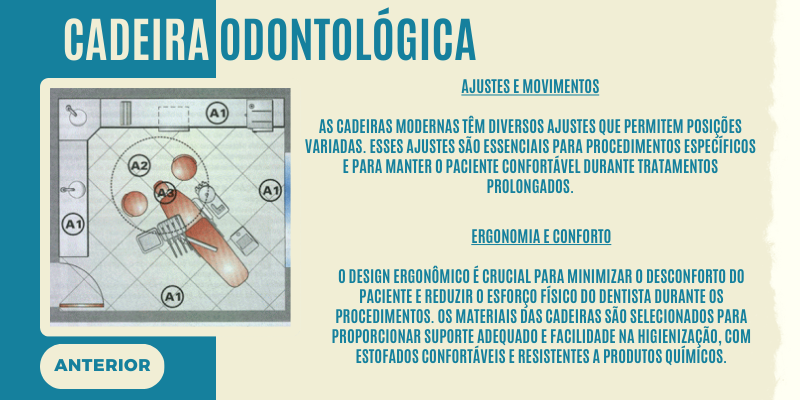 CADEIRA ODONTOLÓGICA
AJUSTES E MOVIMENTOS
AS CADEIRAS MODERNAS TÊM DIVERSOS AJUSTES QUE PERMITEM POSIÇÕES
VARIADAS. ESSES AJUSTES SÃO ESSENCIAIS PARA PROCEDIMENTOS ESPECÍFICOS
E PARA MANTER O PACIENTE CONFORTÁVEL DURANTE TRATAMENTOS
PROLONGADOS.
ERGONOMIA E CONFORTO
O DESIGN ERGONÔMICO É CRUCIAL PARA MINIMIZAR O DESCONFORTO DO
PACIENTE E REDUZIR O ESFORÇO FÍSICO DO DENTISTA DURANTE OS
PROCEDIMENTOS. OS MATERIAIS DAS CADEIRAS SÃO SELECIONADOS PARA
PROPORCIONAR SUPORTE ADEQUADO E FACILIDADE NA HIGIENIZAÇÃO, COM
ESTOFADOS CONFORTÁVEIS E RESISTENTES A PRODUTOS QUÍMICOS.
A1
A2
A3
A1
A1
A1
ANTERIOR